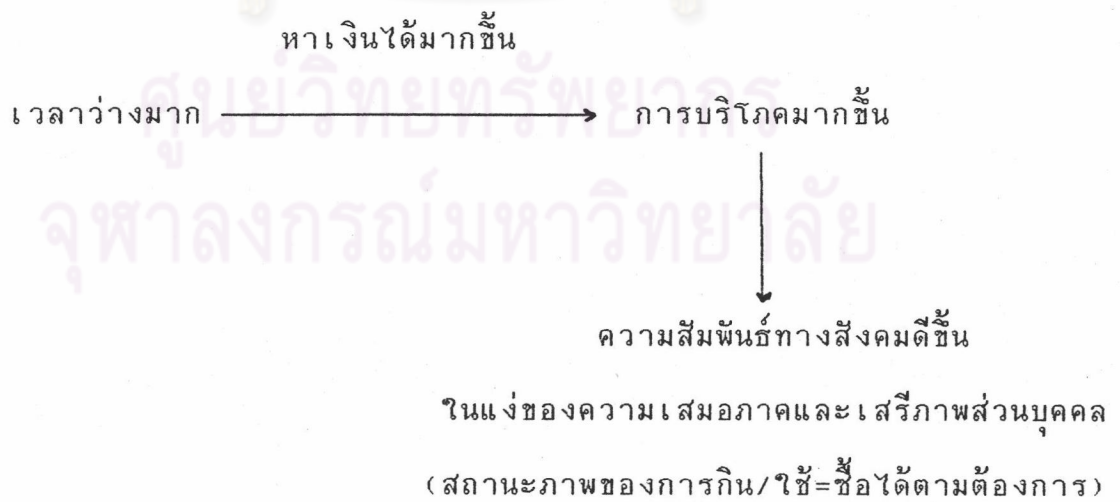 หาเงินได้มากขึ้น
เวลาว่างมาก การบริโภคมากขึ้น
ศูนย์วิทยทรัพยากร
จุฬาลงกรณ์มหาวิทยาลัย
ความสัมพันธ์ทางสังคมดีขึ้น
ในแง่ของความเสมอภาคและเสรีภาพส่วนบุคคล
(สถานะภาพของการกิน/ใช้=ซื้อได้ตามต้องการ)